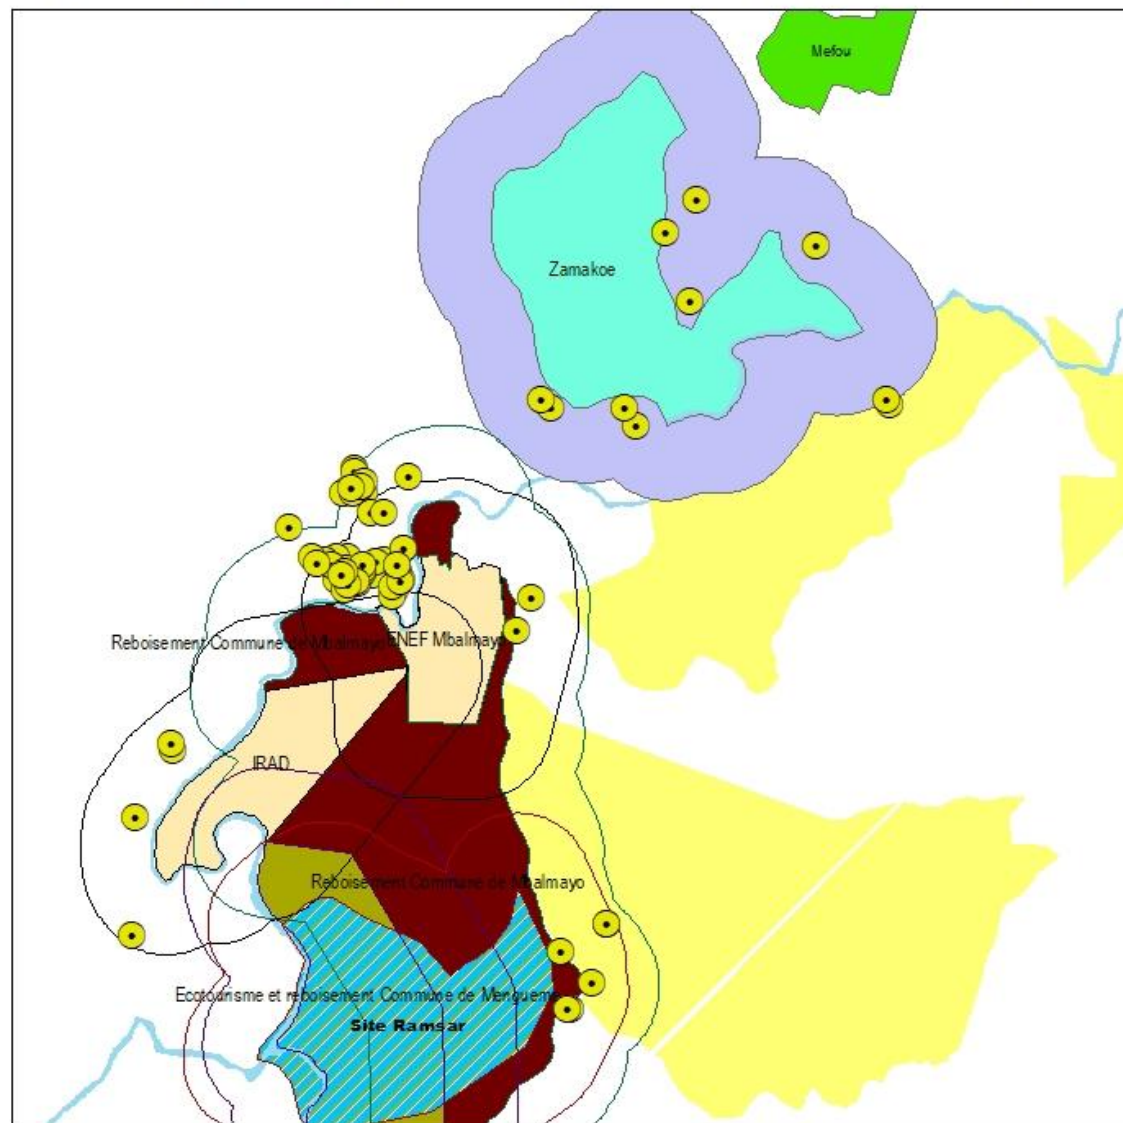 Mefou
Zamakoe
Reboisement Commune de Mbalmayo
ENEF Mbalmayo
IRAD
Reboisement Commune de Mbalmayo
Ecotourisme et reboisement Commune de Mengueme
Site Ramsar